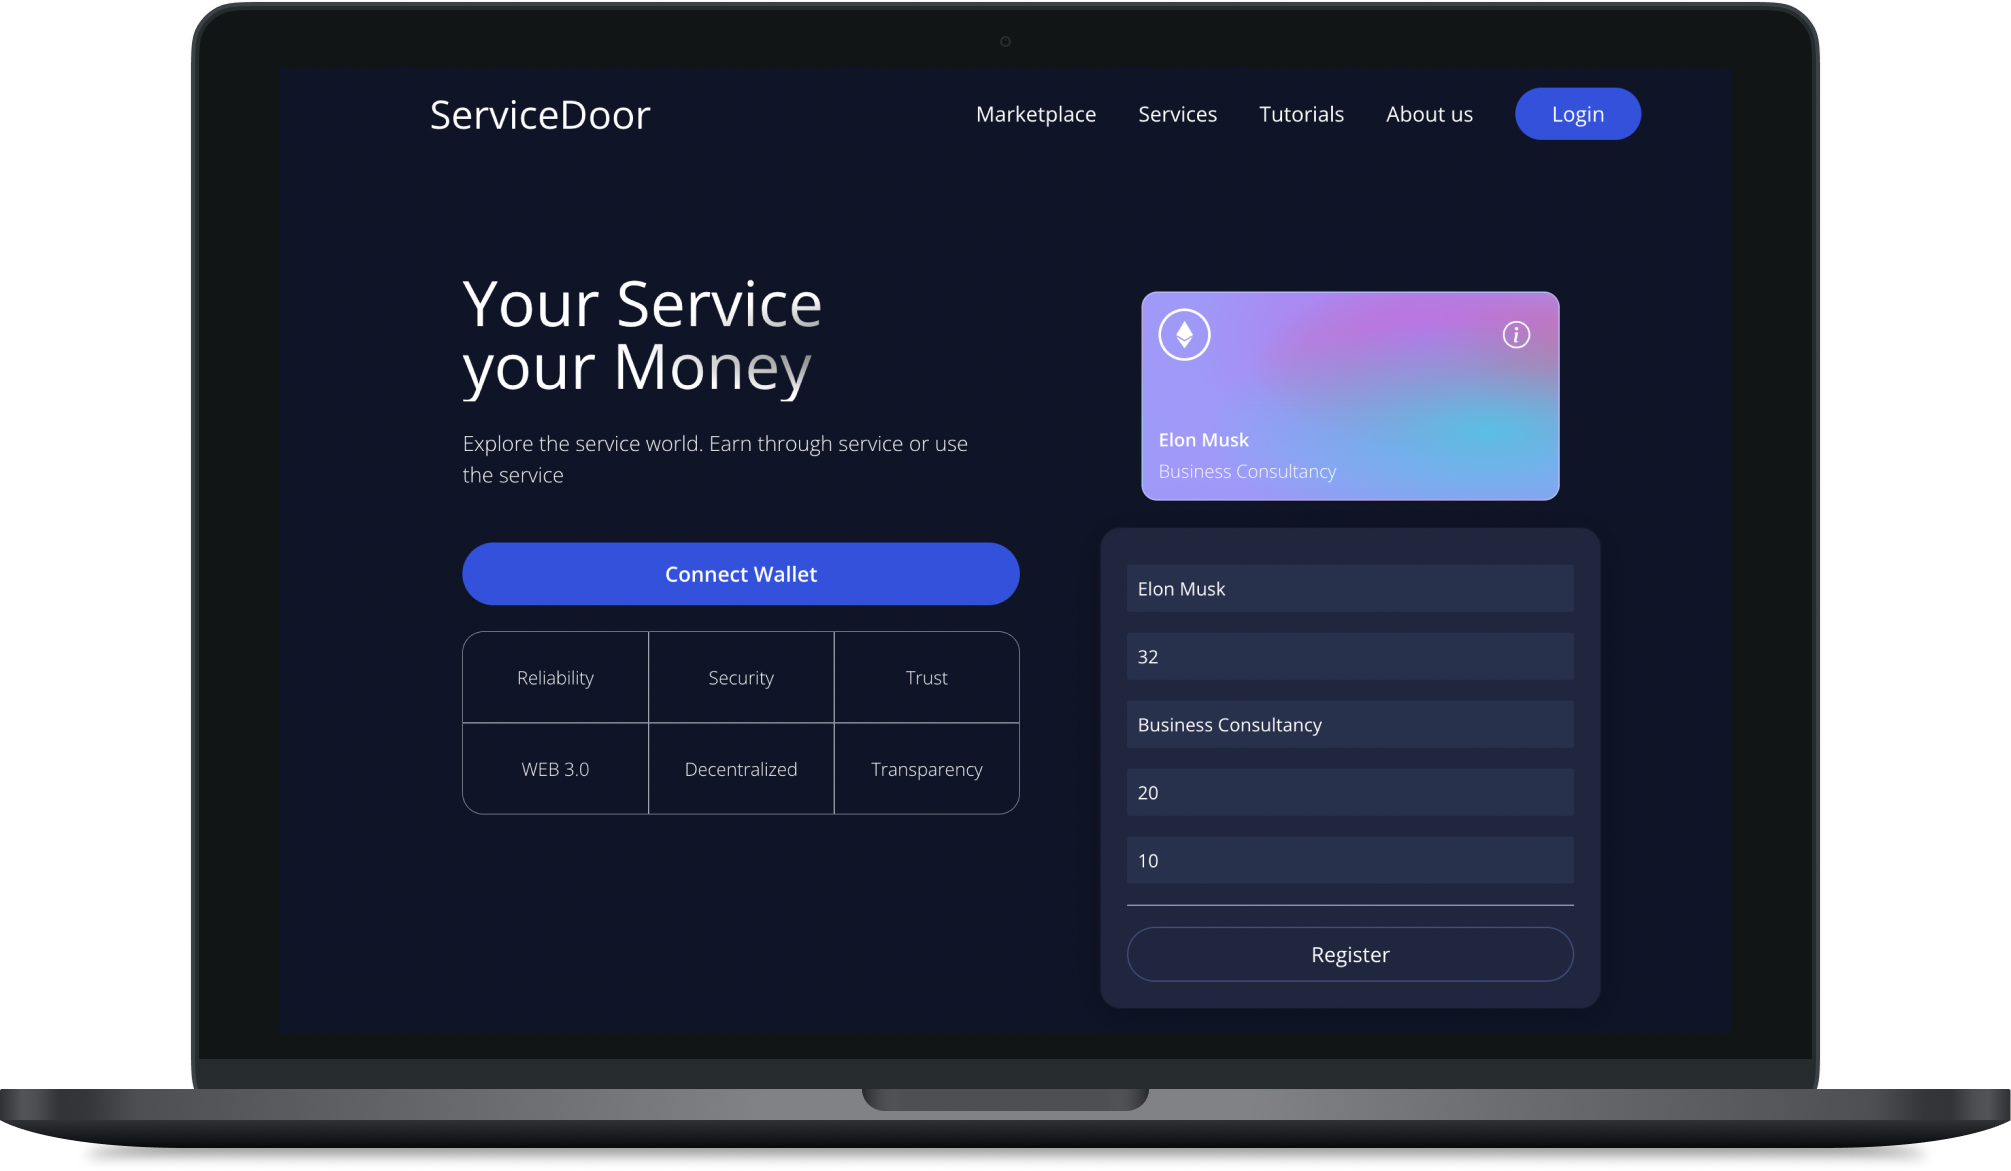 ServiceDoor
Marketplace
Services
Tutorials
About us
Login
Your Service
your Money
Explore the service world. Earn through service or use
the service
Connect Wallet
Reliability
Security
Trust
WEB 3.0
Decentralized
Transparency
i
Elon Musk
Business Consultancy
Elon Musk
32
Business Consultancy
20
10
Register